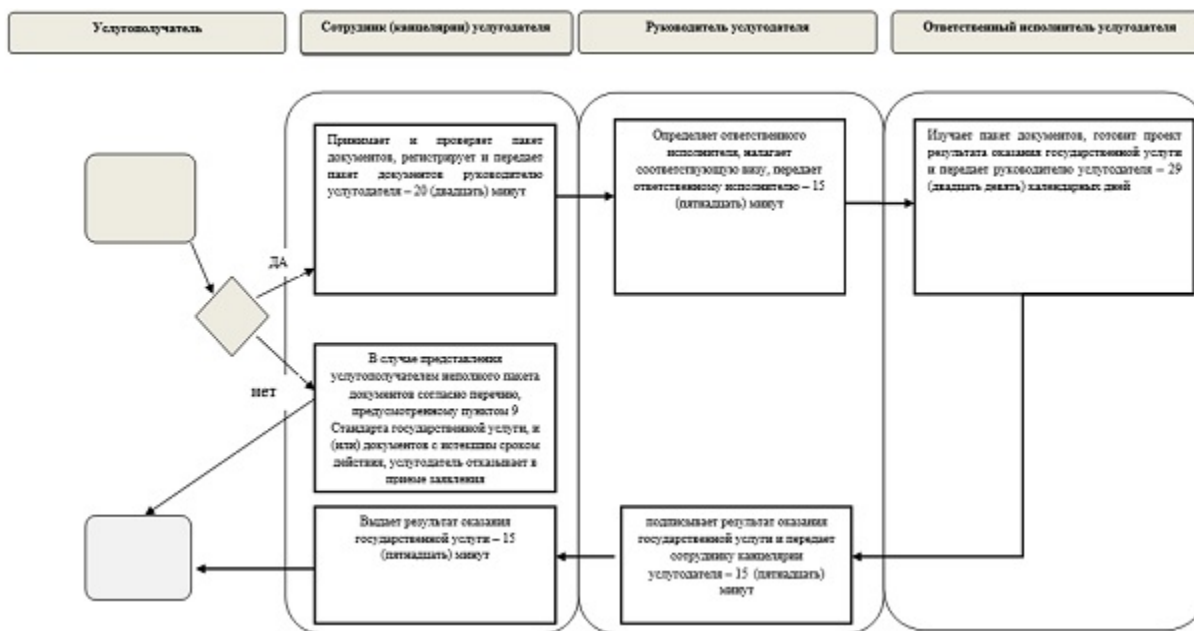 Услугополучатель
Сотрудник (канцелярии) услугодателя
Руководитель услугодателя
Ответственный исполнитель услугодателя
Принимает и проверяет пакет
документов, регистрирует и передает
пакет документов руководителю
услугодателя – 20 (двадцать) минут
Определяет ответственного
исполнителя, налагает
соответствующую визу, передает
ответственному исполнителю – 15
(пятнадцать) минут
Изучает пакет документов, готовит проект
результата оказания государственной услуги
и передает руководителю услугодателя – 29
(двадцать девять) календарных дней
ДА
нет
В случае представления
услугополучателем неполного пакета
документов согласно перечню,
предусмотренному пунктом 9
Стандарта государственной услуги, и
(или) документов с истекшим сроком
действия, услугодатель отказывает в
приеме заявления
Выдает результат оказания
государственной услуги – 15
(пятнадцать) минут
подписывает результат оказания
государственной услуги и передает
сотруднику канцелярии
услугодателя – 15 (пятнадцать)
минут